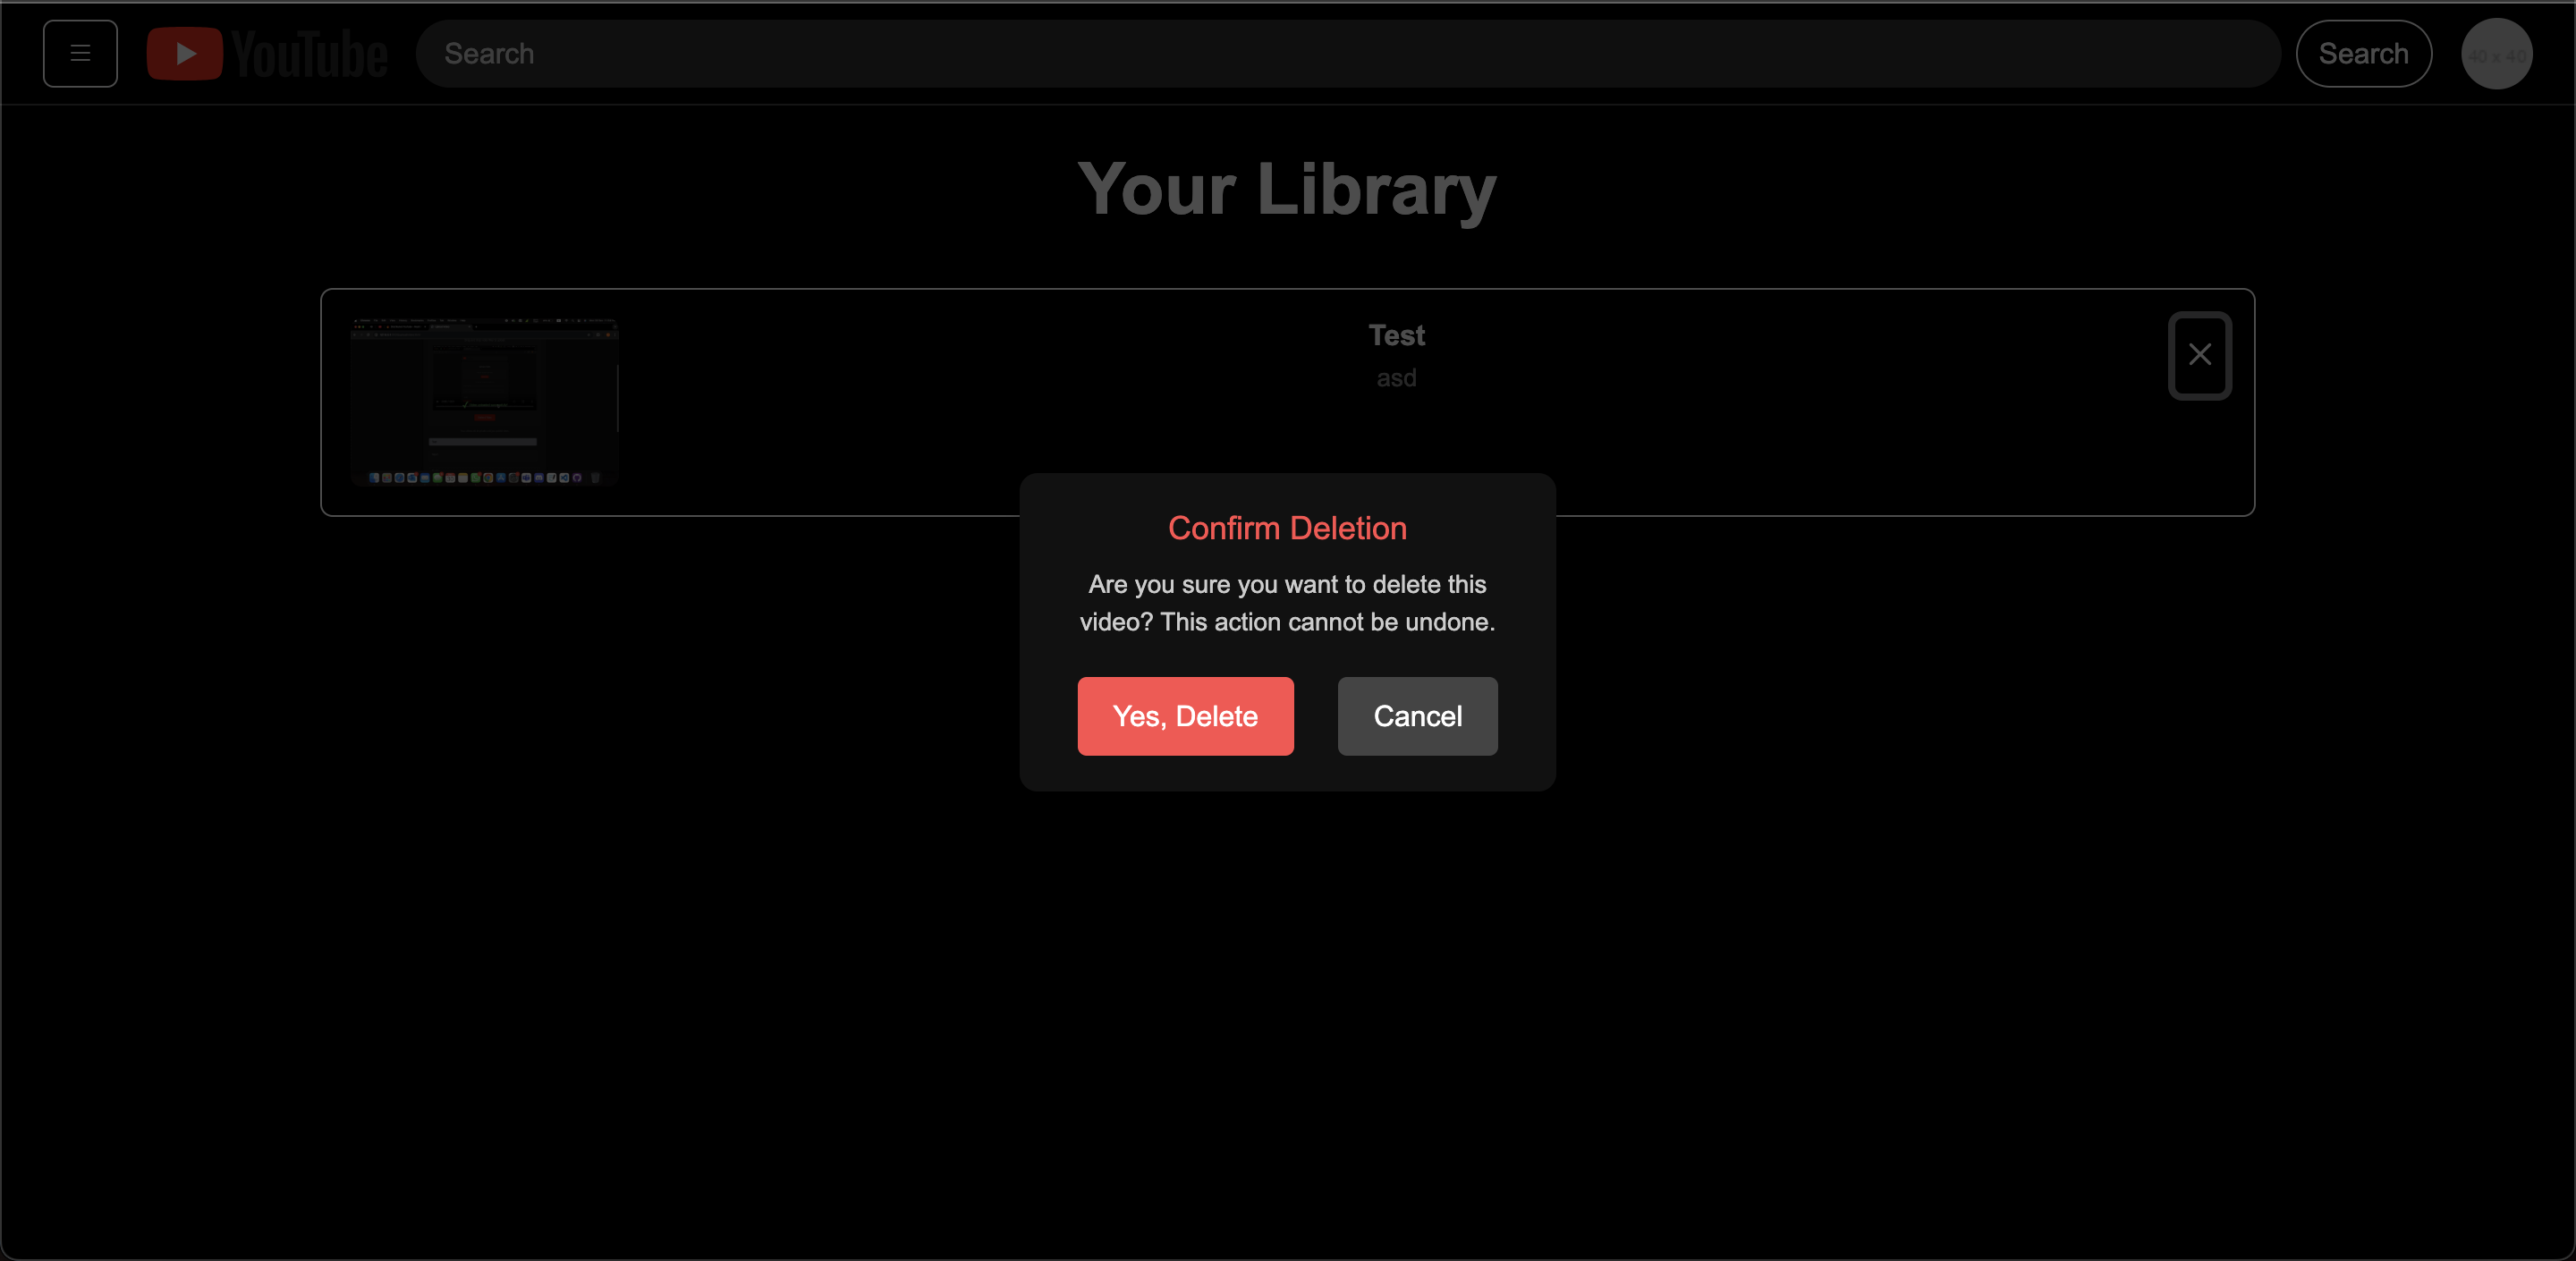 YouTube
Search
Search
40 x 40
Your Library
Test
asd
Confirm Deletion
Are you sure you want to delete this
video? This action cannot be undone.
Yes, Delete
Cancel